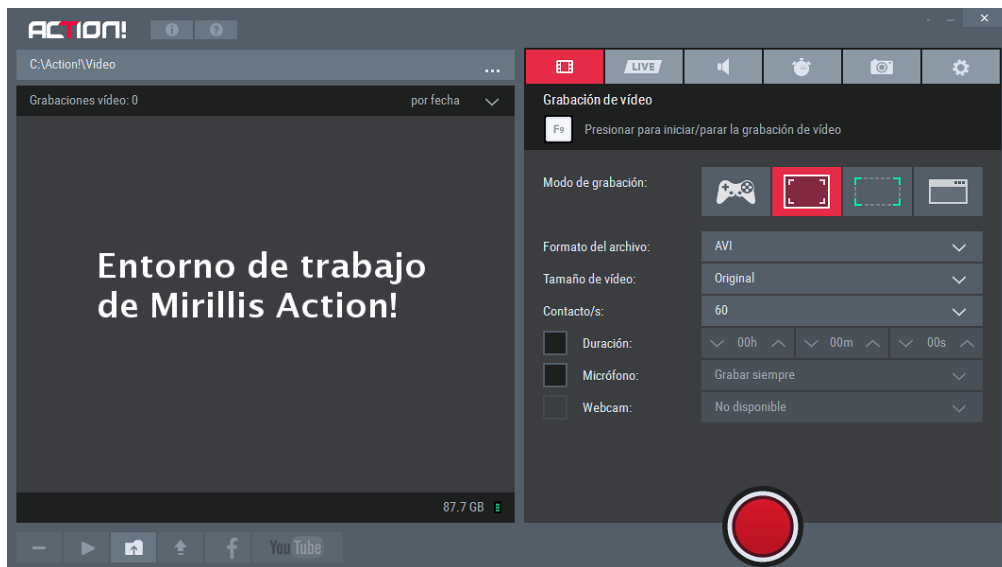 ACTION!
C:\Action!\Video
...
Grabaciones vídeo: 0
por fecha
Entorno de trabajo
de Mirillis Action!
87.7 GB
You Tube
LIVE
Grabación de vídeo
F9
Presionar para iniciar/parar la grabación de vídeo
Modo de grabación:
Formato del archivo:
AVI
Tamaño de vídeo:
Original
Contacto/s:
60
Duración:
00h
00m
00s
Micrófono:
Grabar siempre
Webcam:
No disponible